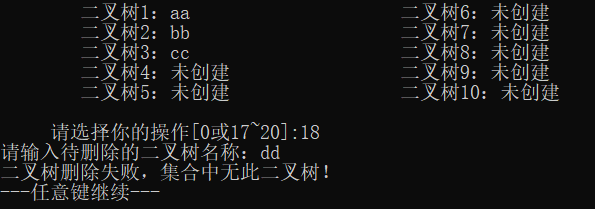 二叉树1：aa 二叉树6：未创建
二叉树2：bb 二叉树7：未创建
二叉树3：cc 二叉树8：未创建
二叉树4：未创建 二叉树9：未创建
二叉树5：未创建 二叉树10：未创建
请选择你的操作[0或17~20]:18
请输入待删除的二叉树名称：dd
二叉树删除失败，集合中无此二叉树！
---任意键继续---